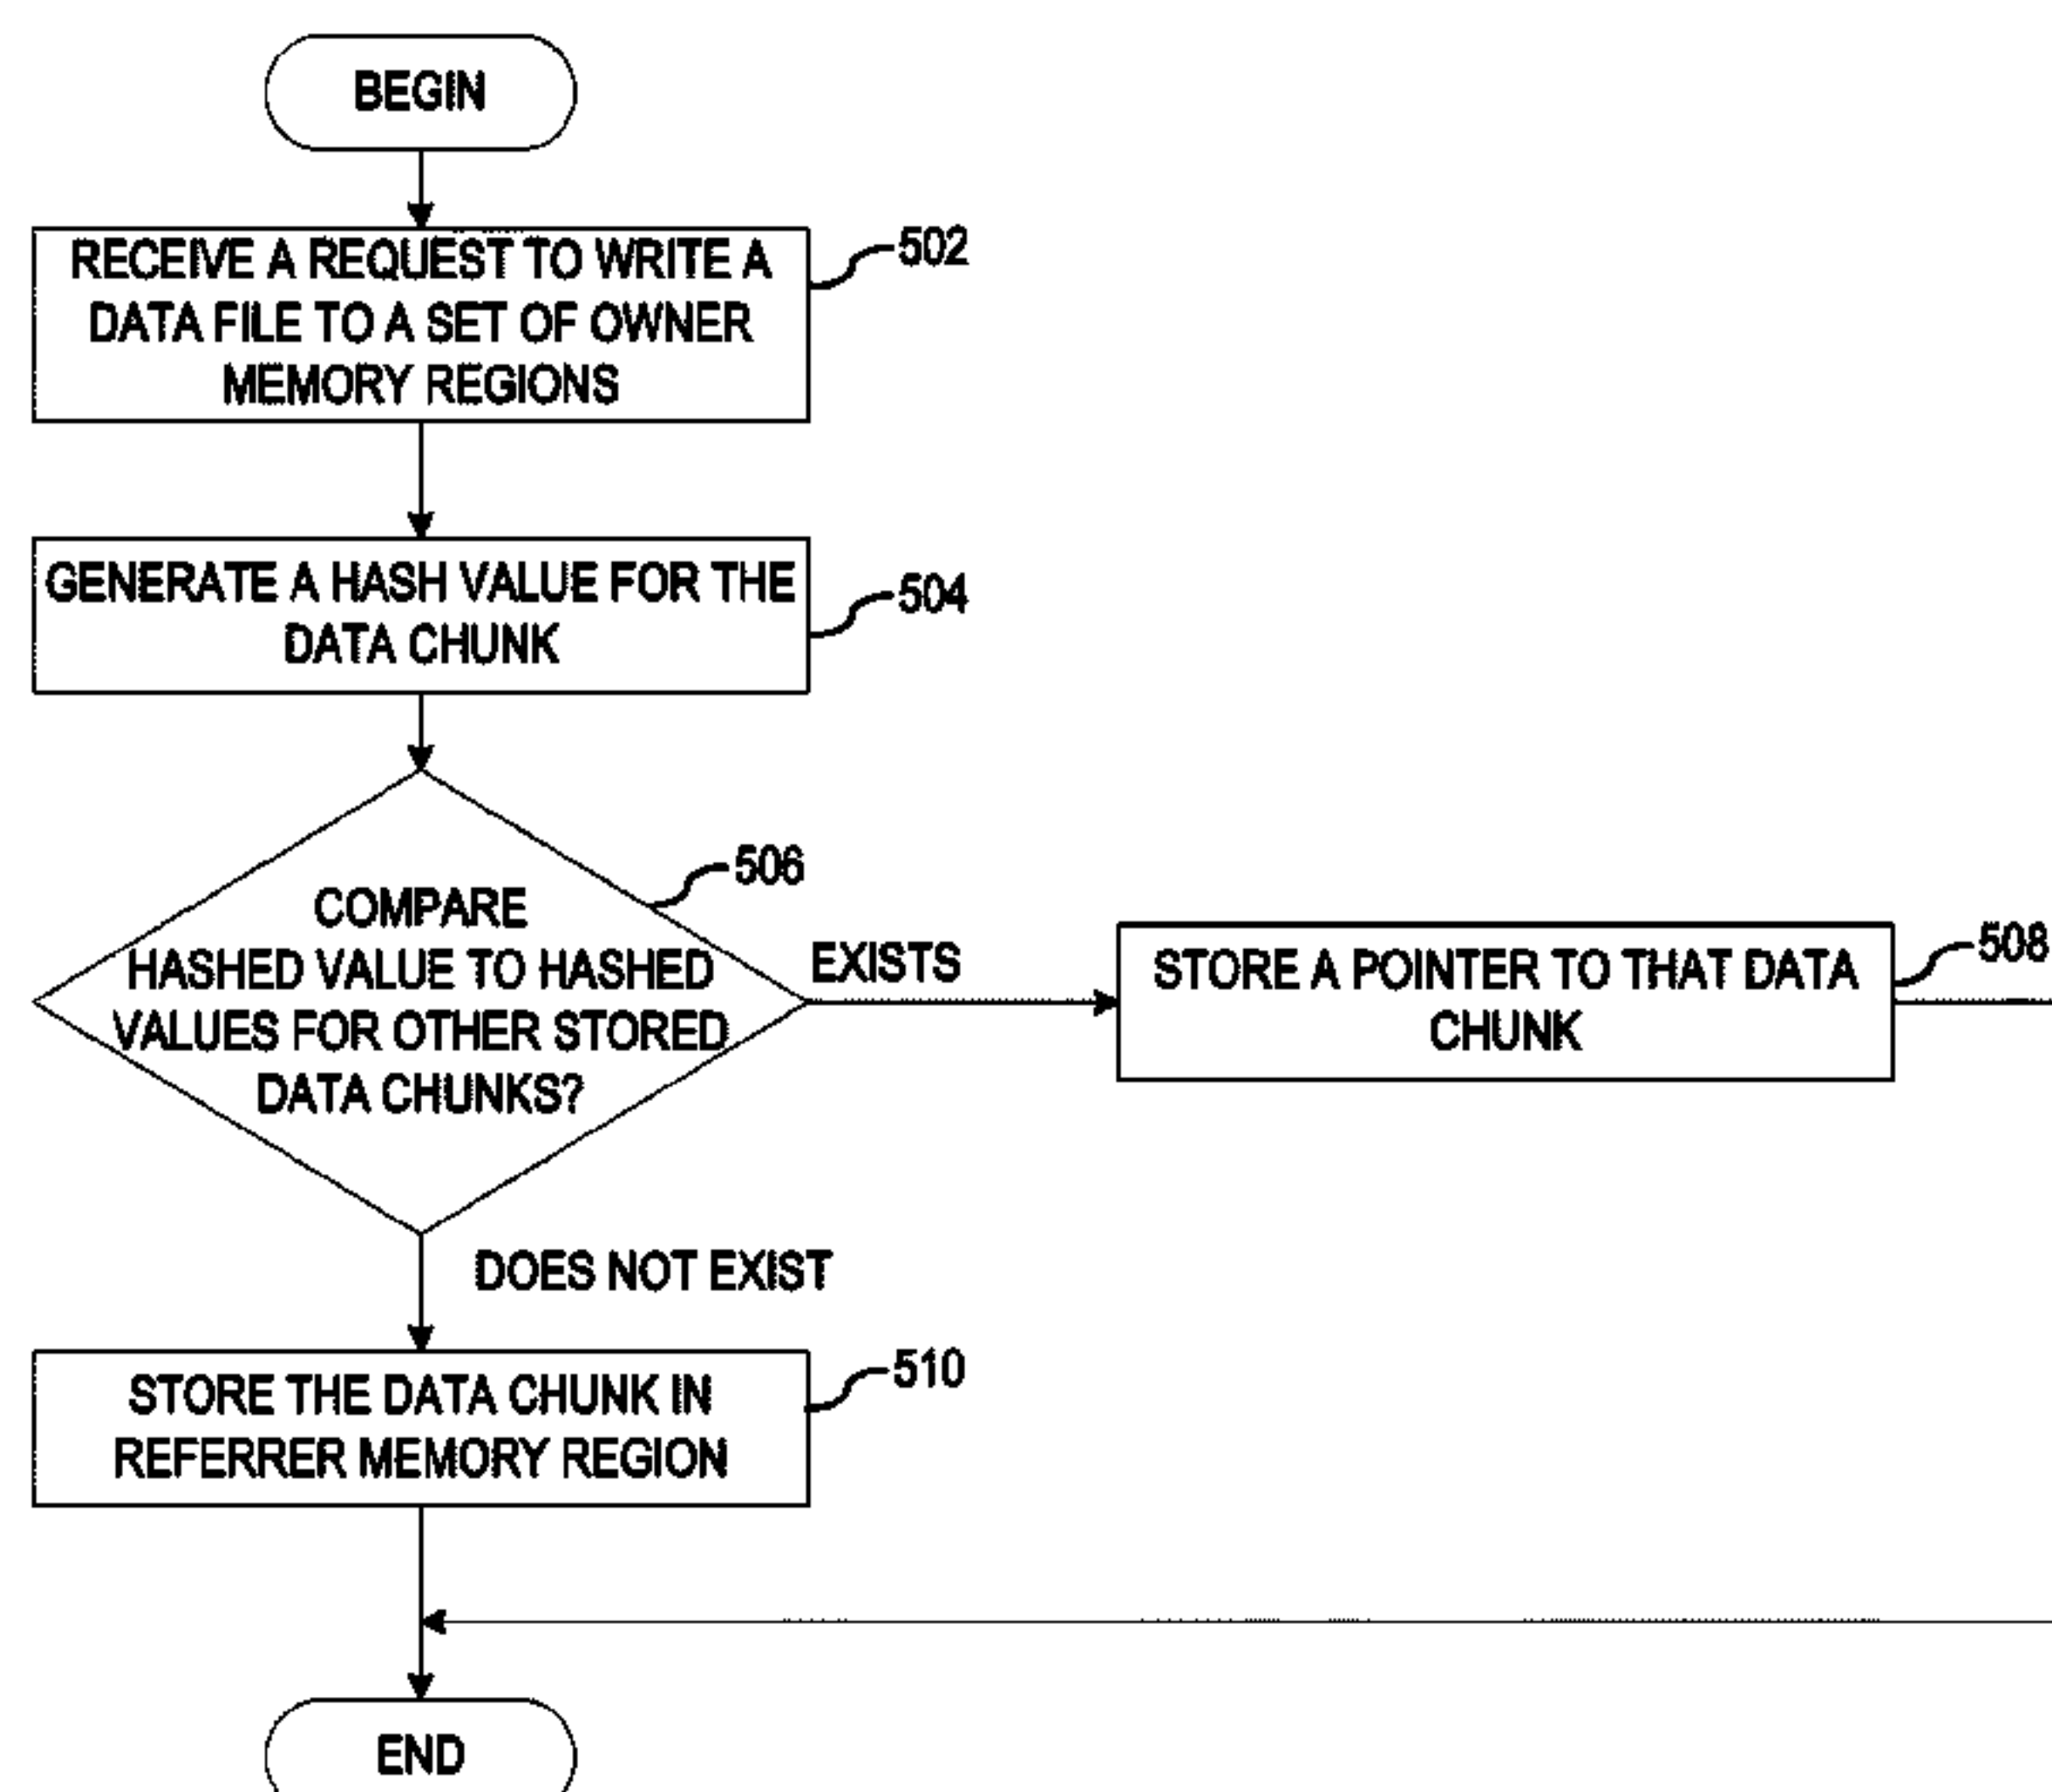 BEGIN
RECEIVE A REQUEST TO WRITE A
DATA FILE TO A SET OF OWNER
MEMORY REGIONS
502
GENERATE A HASH VALUE FOR THE
DATA CHUNK
504
506
COMPARE
HASHED VALUE TO HASHED
VALUES FOR OTHER STORED
DATA CHUNKS?
EXISTS
STORE A POINTER TO THAT DATA
CHUNK
508
DOES NOT EXIST
STORE THE DATA CHUNK IN
REFERRER MEMORY REGION
510
END